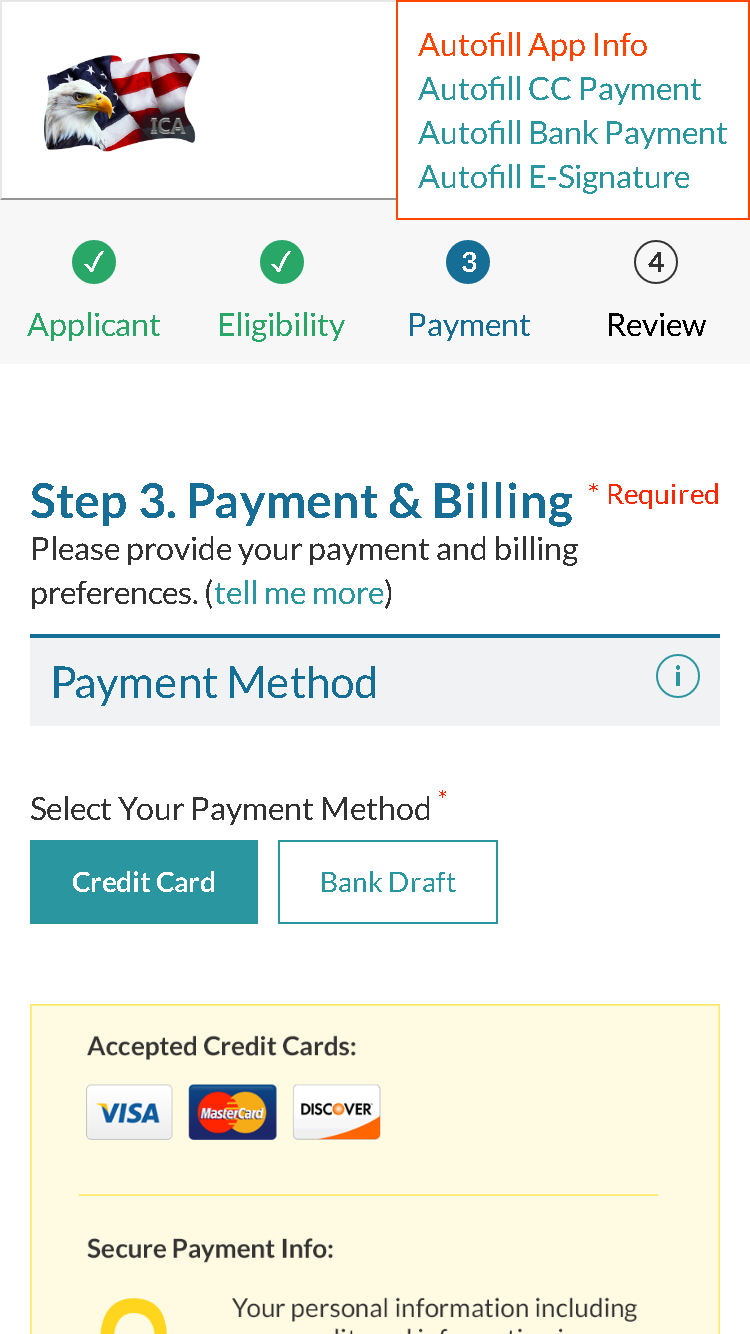 ICA
Autofill App Info
Autofill CC Payment
Autofill Bank Payment
Autofill E-Signature
✓
Applicant
✓
Eligibility
3
Payment
4
Review
Step 3. Payment & Billing * Required
Please provide your payment and billing
preferences. (tell me more)
Payment Method i
Select Your Payment Method *
Credit Card Bank Draft
Accepted Credit Cards:
VISA MasterCard DISCOVER
Secure Payment Info:
Your personal information including